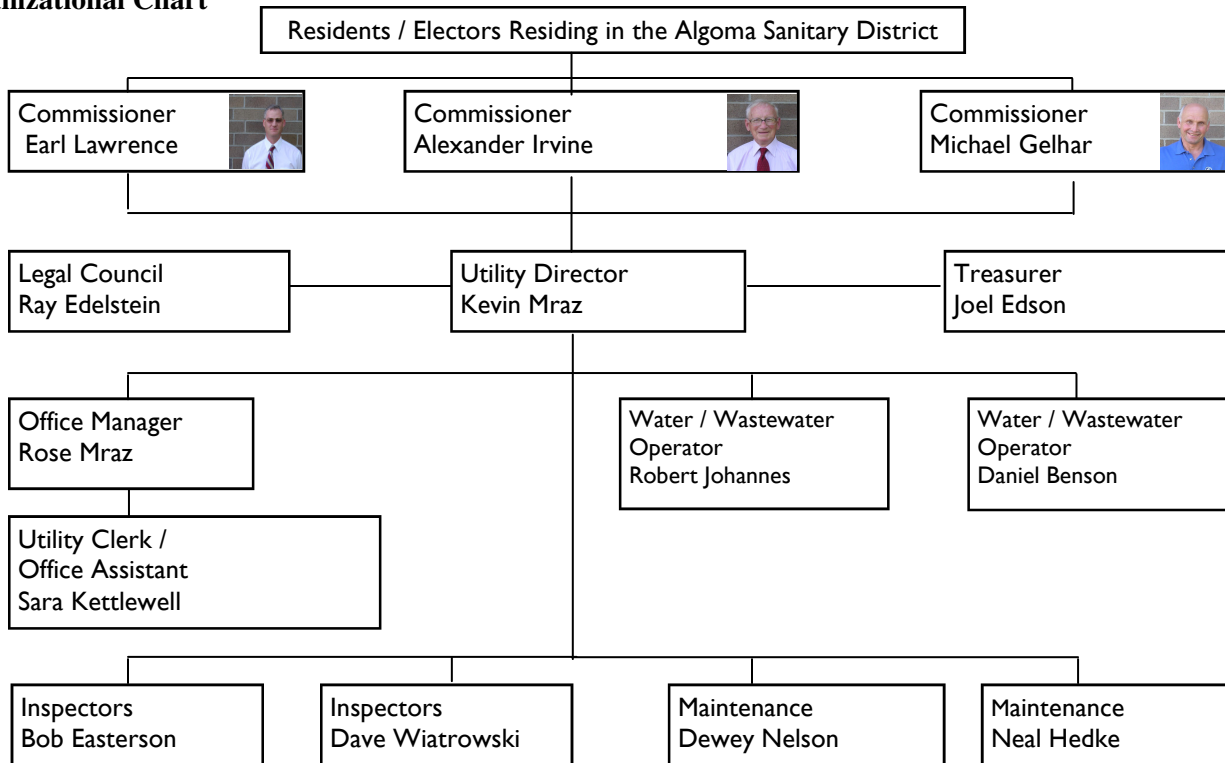 nizational Chart
Residents / Electors Residing in the Algoma Sanitary District
Commissioner
Earl Lawrence
Commissioner
Alexander Irvine
Commissioner
Michael Gelhar
Legal Council
Ray Edelstein
Utility Director
Kevin Mraz
Treasurer
Joel Edson
Office Manager
Rose Mraz
Water / Wastewater
Operator
Robert Johannes
Water / Wastewater
Operator
Daniel Benson
Utility Clerk /
Office Assistant
Sara Kettlewell
Inspectors
Bob Easterson
Inspectors
Dave Wiatrowski
Maintenance
Dewey Nelson
Maintenance
Neal Hedke